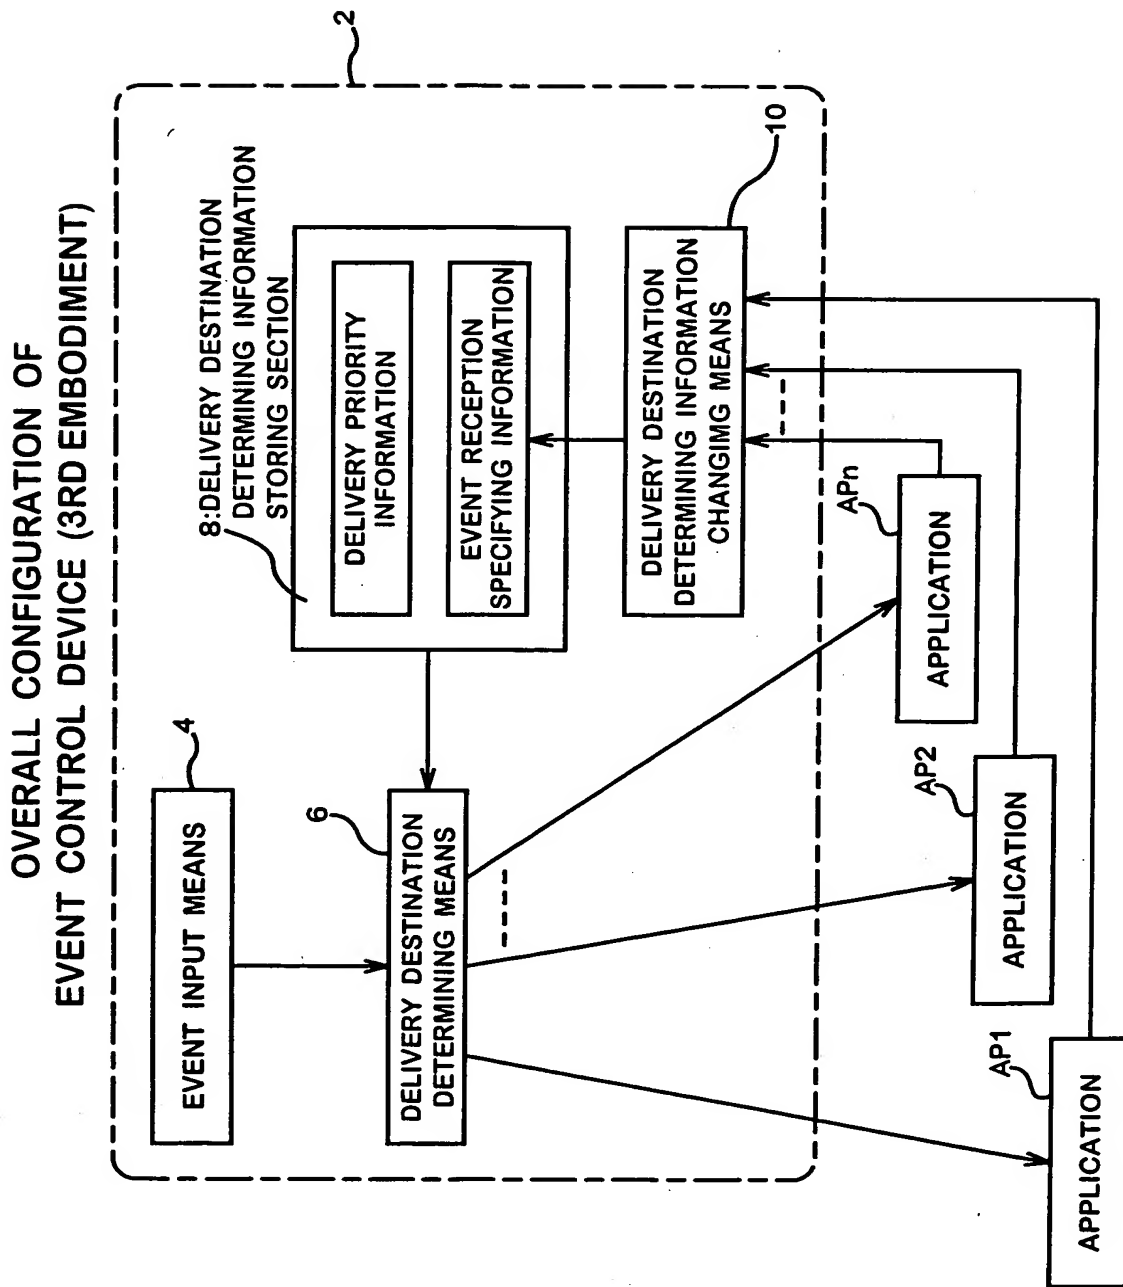 OVERALL CONFIGURATION OF
EVENT CONTROL DEVICE (3RD EMBODIMENT)
2
4
EVENT INPUT MEANS
6
DELIVERY DESTINATION
DETERMINING MEANS
8:DELIVERY DESTINATION
DETERMINING INFORMATION
STORING SECTION
DELIVERY PRIORITY
INFORMATION
EVENT RECEPTION
SPECIFYING INFORMATION
10
DELIVERY DESTINATION
DETERMINING INFORMATION
CHANGIMG MEANS
AP1
APPLICATION
AP2
APPLICATION
APn
APPLICATION